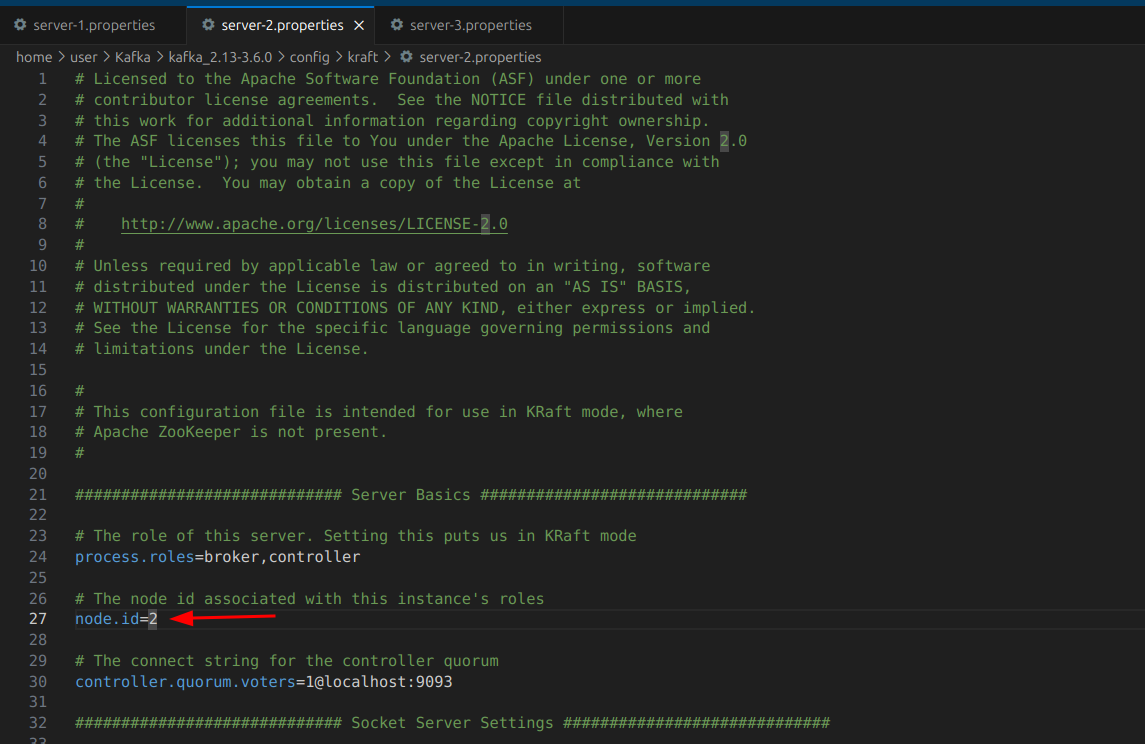 server-1.properties server-2.properties server-3.properties
home > user > Kafka > kafka_2.13-3.6.0 > config > kraft > server-2.properties
1 # Licensed to the Apache Software Foundation (ASF) under one or more
2 # contributor license agreements.  See the NOTICE file distributed with
3 # this work for additional information regarding copyright ownership.
4 # The ASF licenses this file to You under the Apache License, Version 2.0
5 # (the "License"); you may not use this file except in compliance with
6 # the License.  You may obtain a copy of the License at
7 #
8 #    http://www.apache.org/licenses/LICENSE-2.0
9 #
10 # Unless required by applicable law or agreed to in writing, software
11 # distributed under the License is distributed on an "AS IS" BASIS,
12 # WITHOUT WARRANTIES OR CONDITIONS OF ANY KIND, either express or implied.
13 # See the License for the specific language governing permissions and
14 # limitations under the License.
15
16 #
17 # This configuration file is intended for use in KRaft mode, where
18 # Apache ZooKeeper is not present.
19 #
20
21 ############################# Server Basics #############################
22
23 # The role of this server. Setting this puts us in KRaft mode
24 process.roles=broker,controller
25
26 # The node id associated with this instance's roles
27 node.id=2
28
29 # The connect string for the controller quorum
30 controller.quorum.voters=1@localhost:9093
31
32 ############################# Socket Server Settings #############################
33